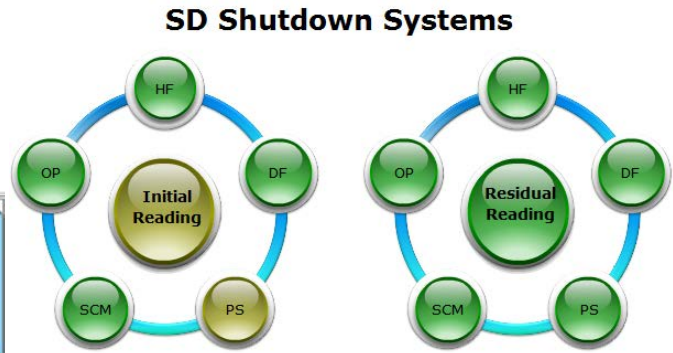 SD Shutdown Systems
HF
OP
DF
Initial
Reading
SCM
PS
HF
OP
DF
Residual
Reading
SCM
PS